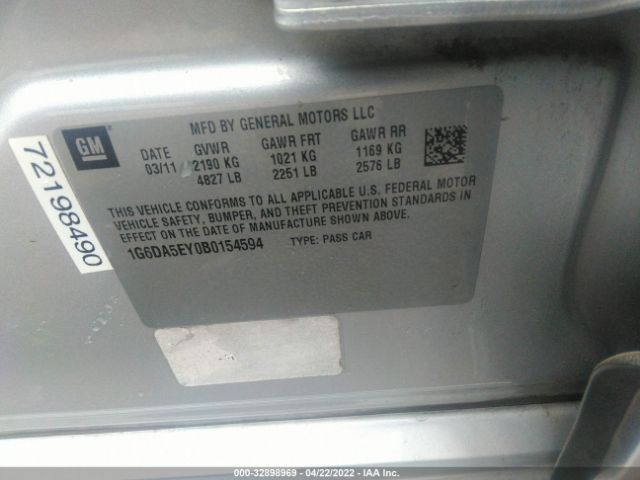 GM
MFD BY GENERAL MOTORS LLC
DATE GVWR GAWR FRT GAWR RR
03/11 2190 KG 1021 KG 1169 KG
4827 LB 2251 LB 2576 LB
THIS VEHICLE CONFORMS TO ALL APPLICABLE U.S. FEDERAL MOTOR
VEHICLE SAFETY, BUMPER, AND THEFT PREVENTION STANDARDS IN
EFFECT ON THE DATE OF MANUFACTURE SHOWN ABOVE.
1G6DA5EY0B0154594 TYPE: PASS CAR
72198490
000-32898969 - 04/22/2022 - IAA Inc.